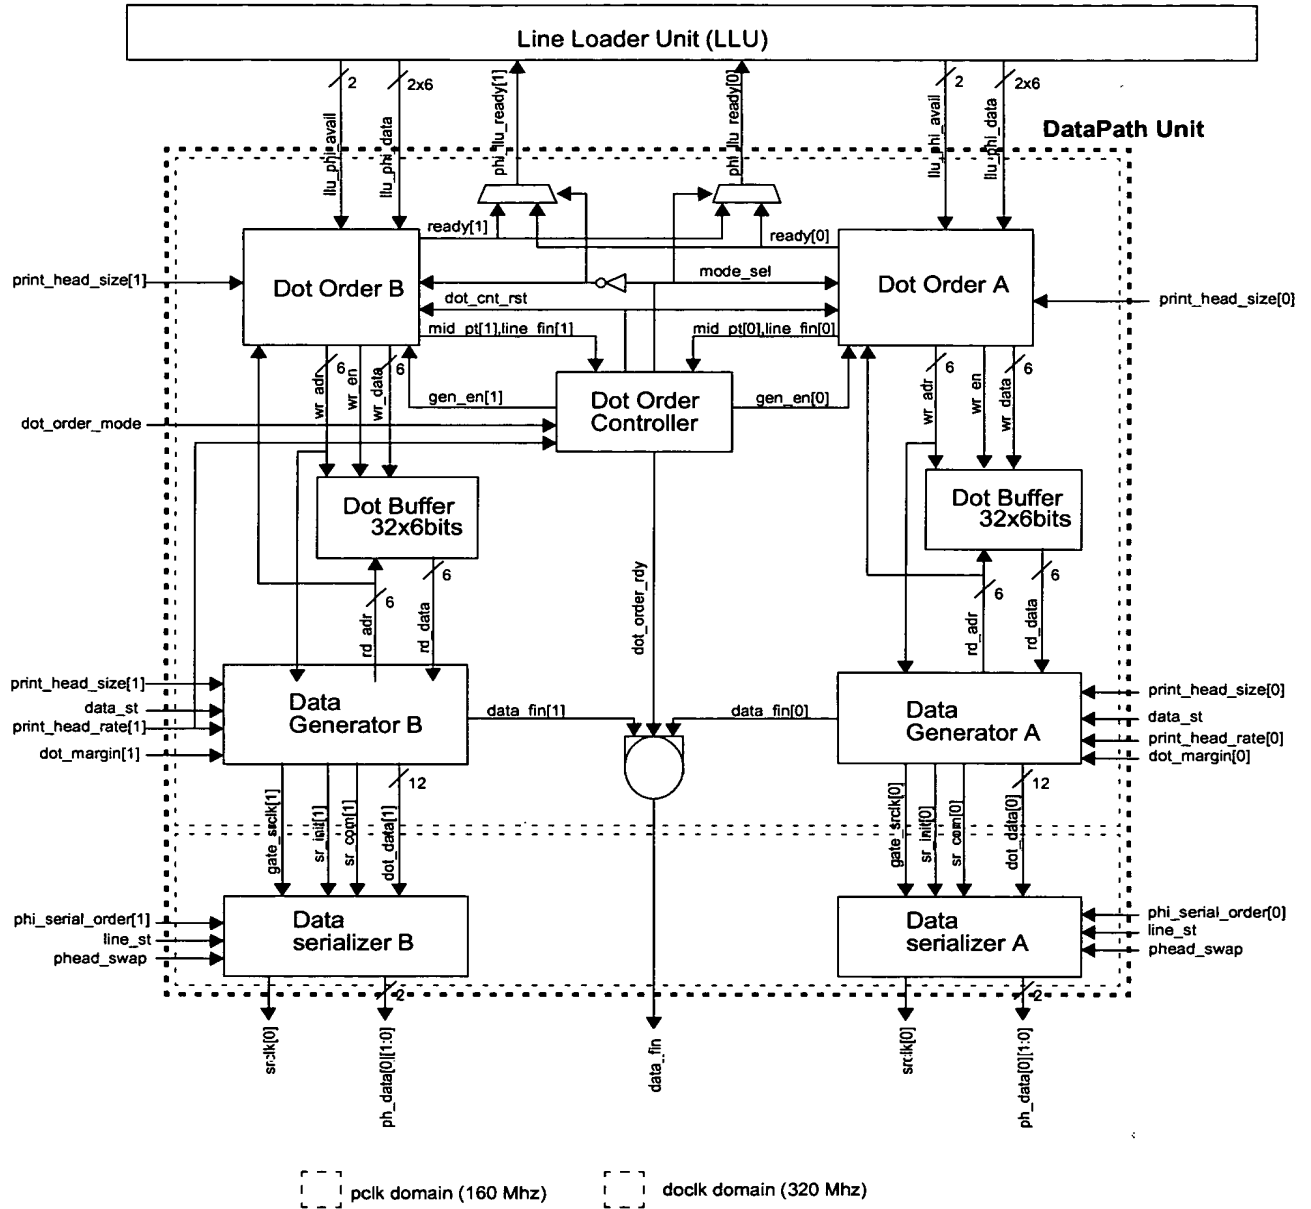 Line Loader Unit (LLU)
2
2x6
2
2x6
llu_phi_avail
llu_phi_data
phi_llu_ready[1]
phi_llu_ready[0]
llu_phi_avail
llu_phi_data
DataPath Unit
ready[1]
ready[0]
print_head_size[1]
Dot Order B
mode_sel
Dot Order A
print_head_size[0]
dot_cnt_rst
mid_pt[1],line_fin[1]
mid_pt[0],line_fin[0]
wr_adr
6
wr_en
wr_data
6
gen_en[1]
Dot Order
Controller
gen_en[0]
wr_adr
6
wr_en
wr_data
6
dot_order_mode
Dot Buffer
32x6bits
Dot Buffer
32x6bits
6
6
rd_adr
rd_data
dot_order_rdy
6
6
rd_adr
rd_data
print_head_size[1]
data_st
print_head_rate[1]
dot_margin[1]
Data
Generator B
data_fin[1]
data_fin[0]
Data
Generator A
print_head_size[0]
data_st
print_head_rate[0]
dot_margin[0]
gate_srclk[1]
sr_init[1]
sr_com[1]
dot_data[1]
12
gate_srclk[0]
sr_init[0]
sr_com[0]
dot_data[0]
12
phi_serial_order[1]
line_st
phead_swap
Data
serializer B
Data
serializer A
phi_serial_order[0]
line_st
phead_swap
2
2
srclk[0]
ph_data[0][1:0]
data_fin
srclk[0]
ph_data[0][1:0]
pclk domain (160 Mhz)
doclk domain (320 Mhz)